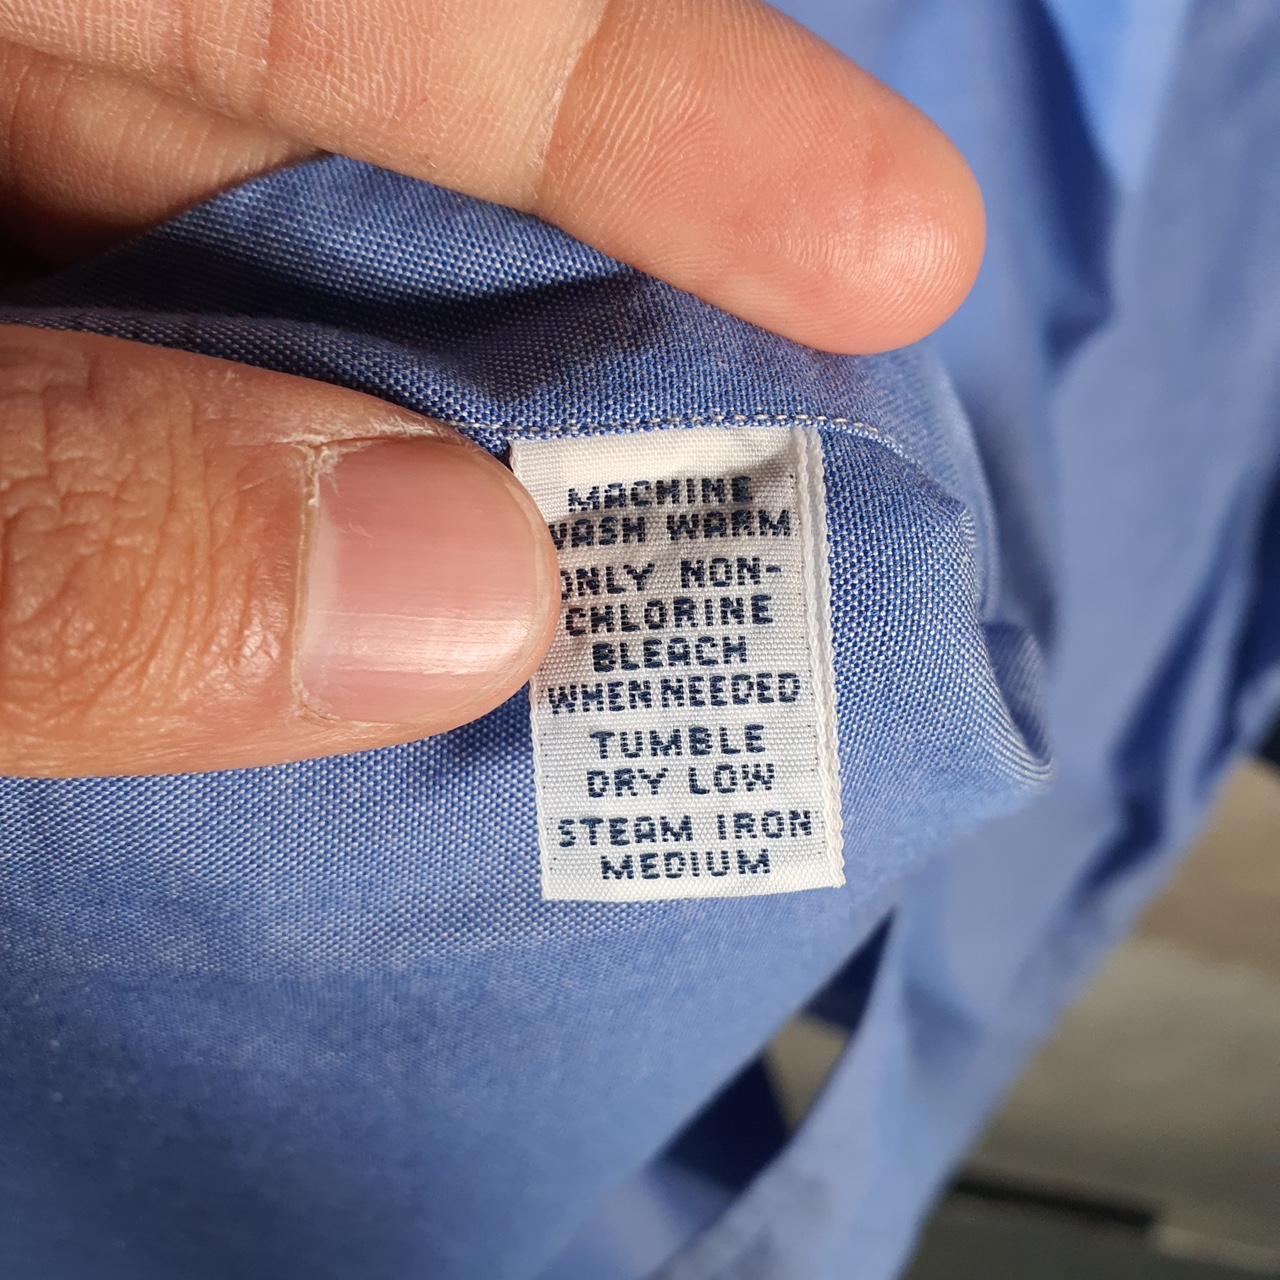 MACHINE
WASH WARM
ONLY NON-
CHLORINE
BLEACH
WHEN NEEDED
TUMBLE
DRY LOW
STEAM IRON
MEDIUM